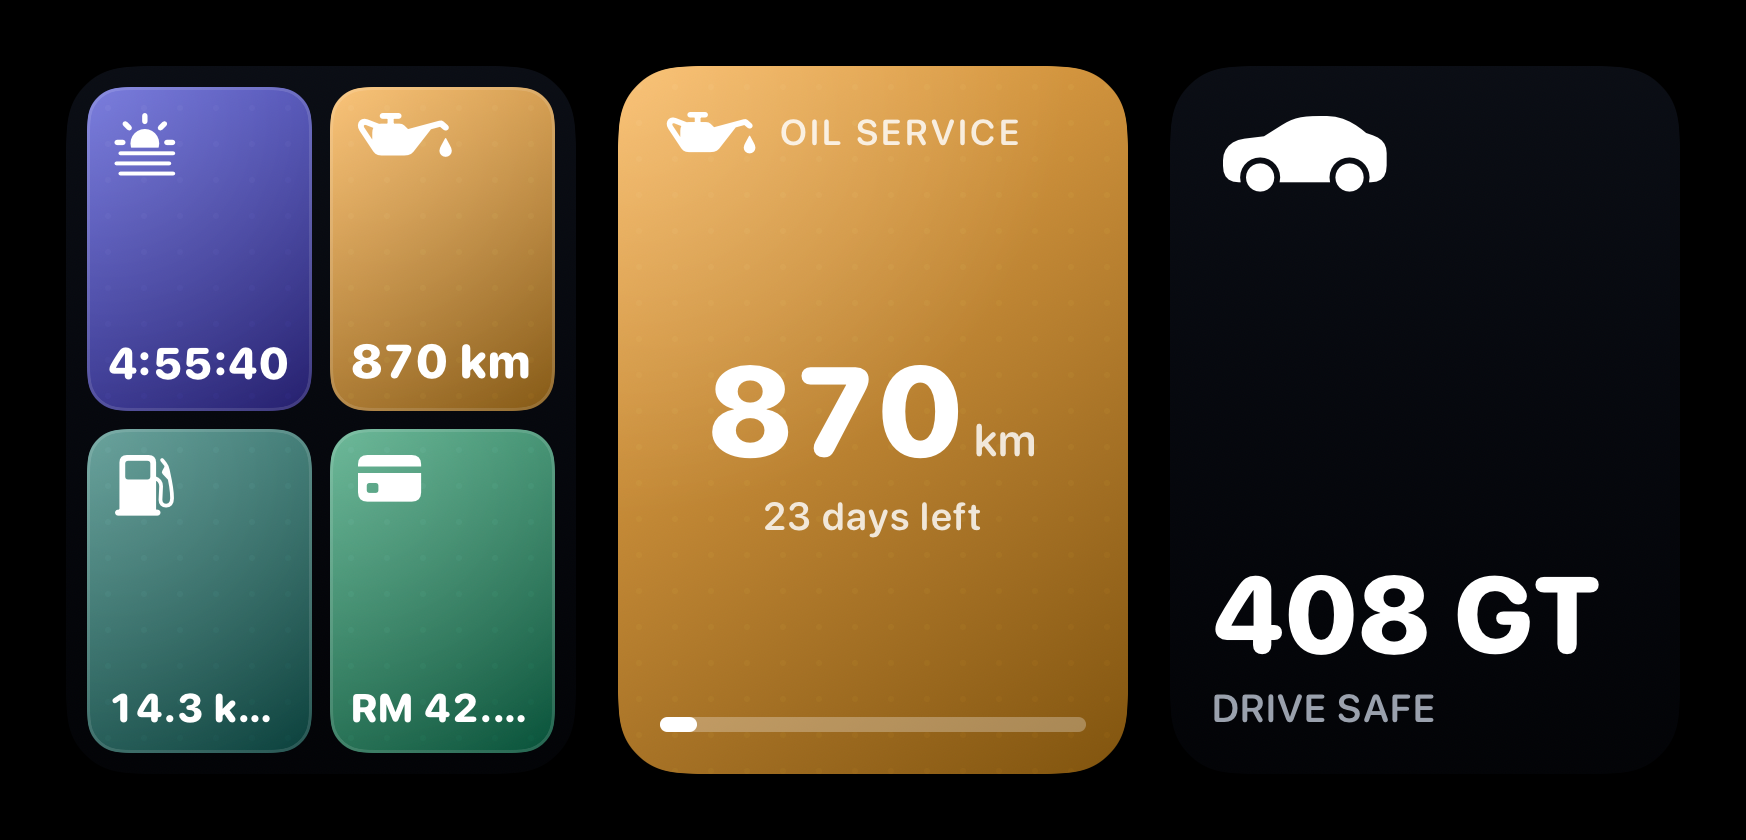 4:55:40
870 km
14.3 k...
RM 42....
OIL SERVICE
870 km
23 days left
408 GT
DRIVE SAFE